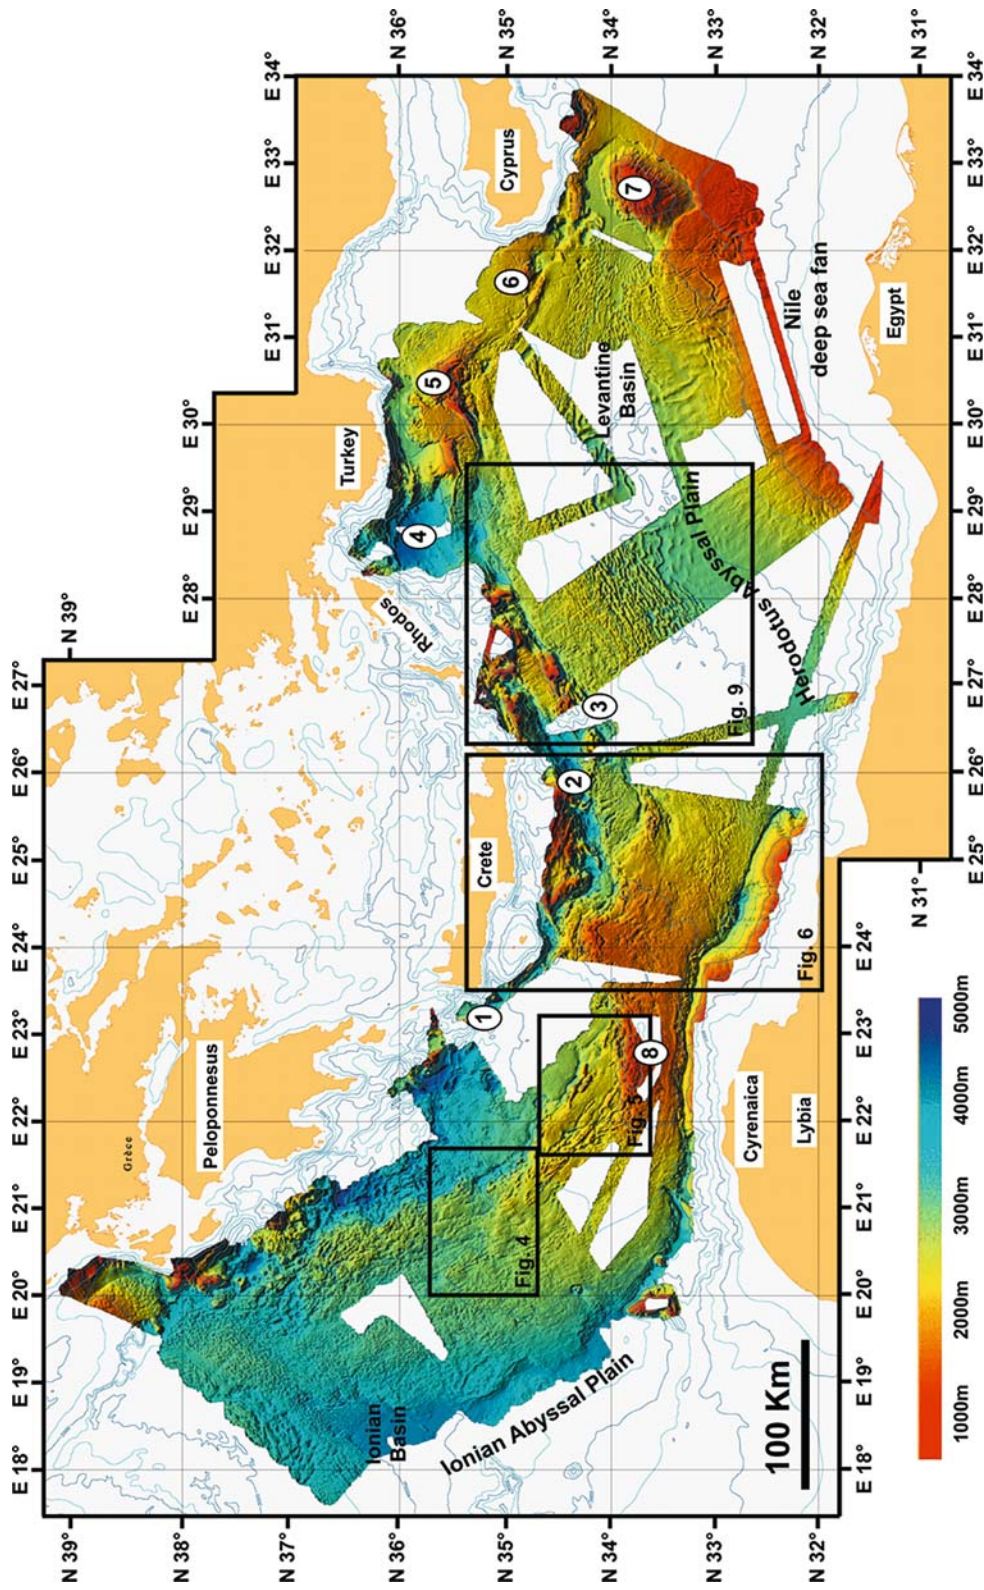 E 18° E 19° E 20° E 21° E 22° E 23° E 24° E 25° E 26° E 27°
N 39°
N 39°
E 28° E 29° E 30°
E 31° E 32° E 33° E 34°
N 38°
N 37°
N 36°
N 35°
N 34°
N 33°
N 32°
N 36°
N 35°
N 34°
N 33°
N 32°
N 31°
Grèce
Peloponnesus
Turkey
Cyprus
Rhodos
Crete
Ionian
Basin
Ionian Abyssal Plain
Levantine
Basin
Herodotus Abyssal Plain
Nile
deep sea fan
Egypt
Cyrenaica
Lybia
1
2
3
4
5
6
7
8
Fig. 4
Fig. 5
Fig. 6
Fig. 9
100 Km
E 18° E 19° E 20° E 21° E 22° E 23° E 24°
N 31°
1000m 2000m 3000m 4000m 5000m
E 25° E 26° E 27° E 28° E 29° E 30° E 31° E 32° E 33° E 34°